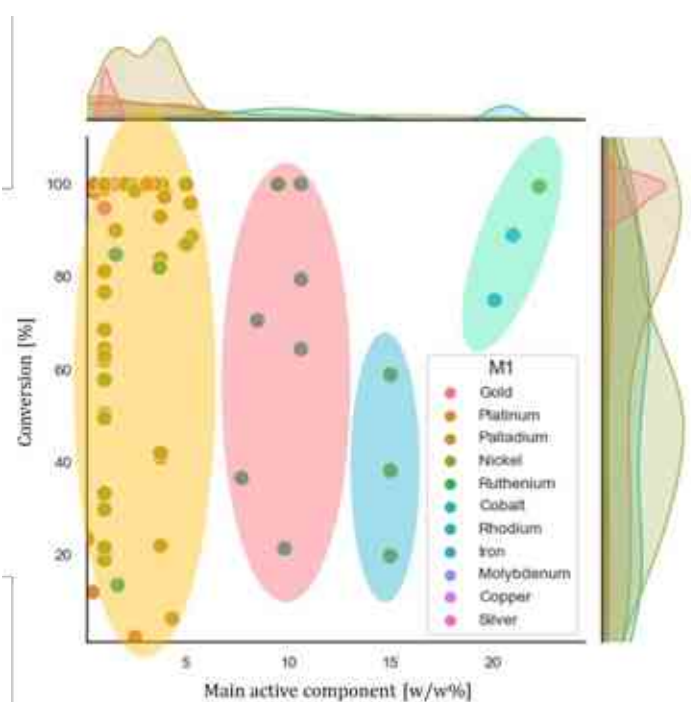 100
80
60
40
20
Conversion [%]
5
10
15
20
Main active component [w/w%]
M1
Gold
Platinum
Palladium
Nickel
Ruthenium
Cobalt
Rhodium
Iron
Molybdenum
Copper
Silver